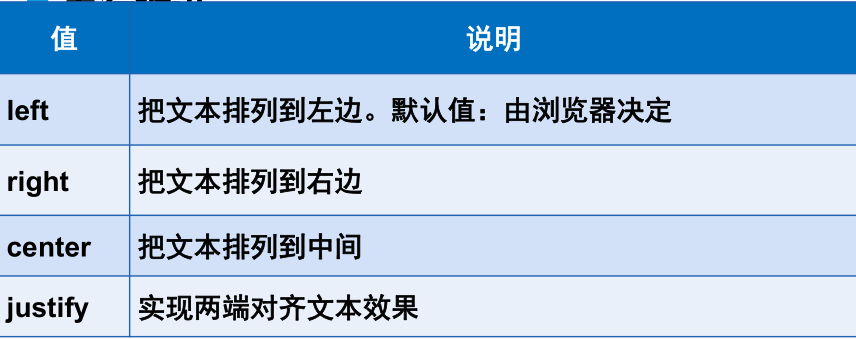 值 说明
left 把文本排列到左边。默认值：由浏览器决定
right 把文本排列到右边
center 把文本排列到中间
justify 实现两端对齐文本效果